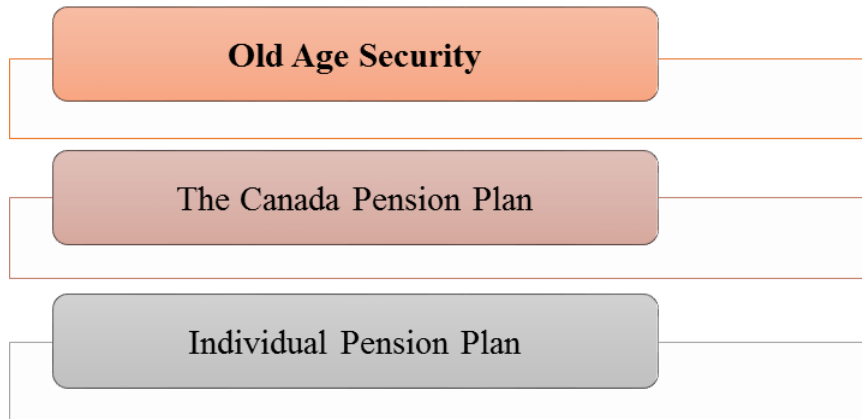 Old Age Security
The Canada Pension Plan
Individual Pension Plan